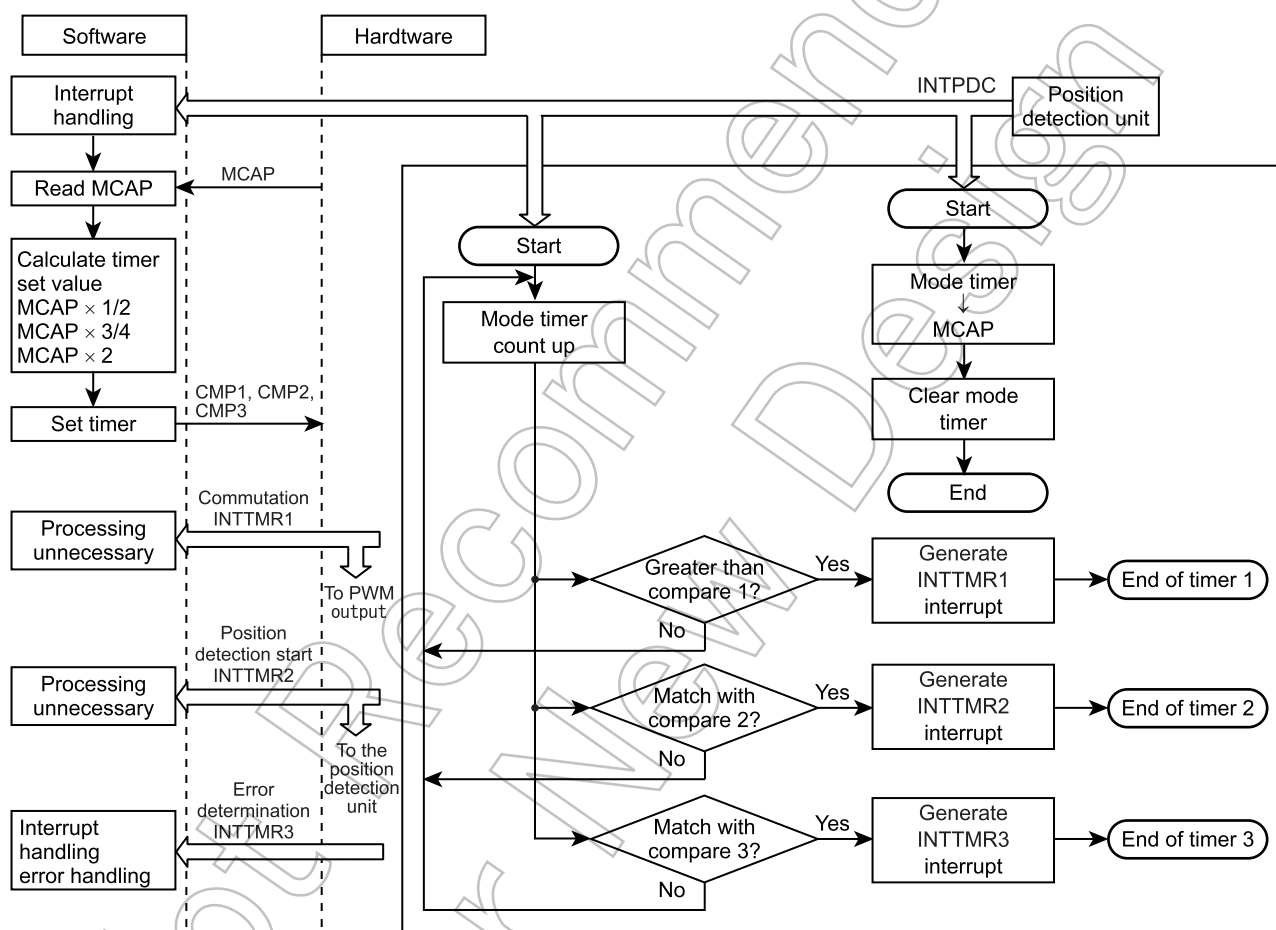 Software
Hardtware
Interrupt
handling
INTPDC
Position
detection unit
Read MCAP
MCAP
Start
Start
Calculate timer
set value
MCAP × 1/2
MCAP × 3/4
MCAP × 2
Mode timer
count up
Mode timer
↓
MCAP
Set timer
CMP1, CMP2,
CMP3
Clear mode
timer
End
Processing
unnecessary
Commutation
INTTMR1
To PWM
output
Greater than
compare 1?
Yes
No
Generate
INTTMR1
interrupt
End of timer 1
Processing
unnecessary
Position
detection start
INTTMR2
To the
position
detection
unit
Match with
compare 2?
Yes
No
Generate
INTTMR2
interrupt
End of timer 2
Interrupt
handling
error handling
Error
determination
INTTMR3
Match with
compare 3?
Yes
No
Generate
INTTMR3
interrupt
End of timer 3
New Design